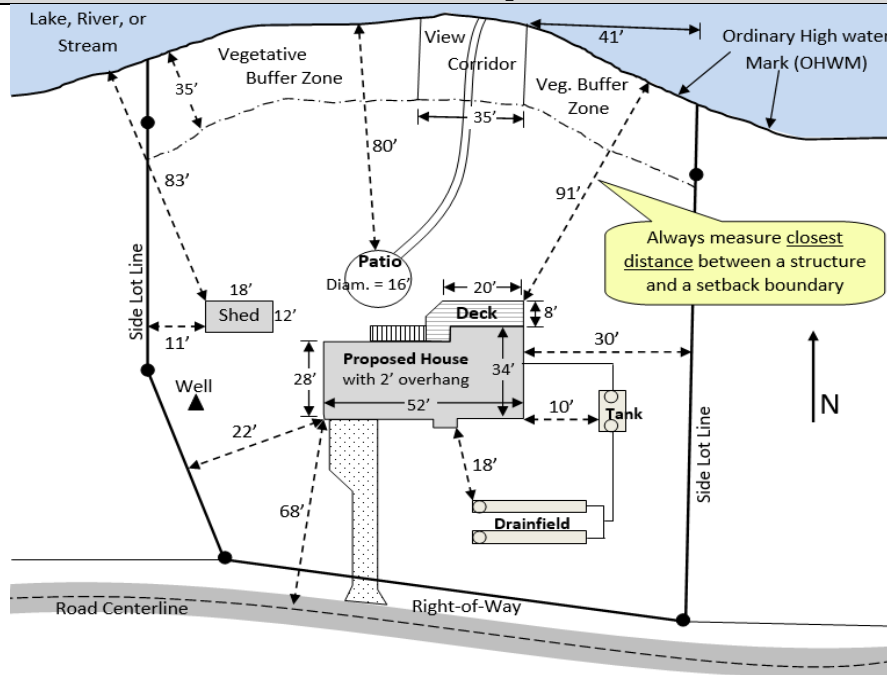 Lake, River, or
Stream
Vegetative
Buffer Zone
View
Corridor
41’
Ordinary High water
Mark (OHWM)
Veg. Buffer
Zone
35’
35’
80’
83’
91’
Always measure closest
distance between a structure
and a setback boundary
Patio
Diam. = 16’
20’
Deck
8’
18’
Shed
12’
11’
Side Lot Line
Proposed House
with 2’ overhang
28’
34’
52’
30’
10’
Tank
Well
22’
18’
68’
Drainfield
Side Lot Line
N
Road Centerline
Right-of-Way